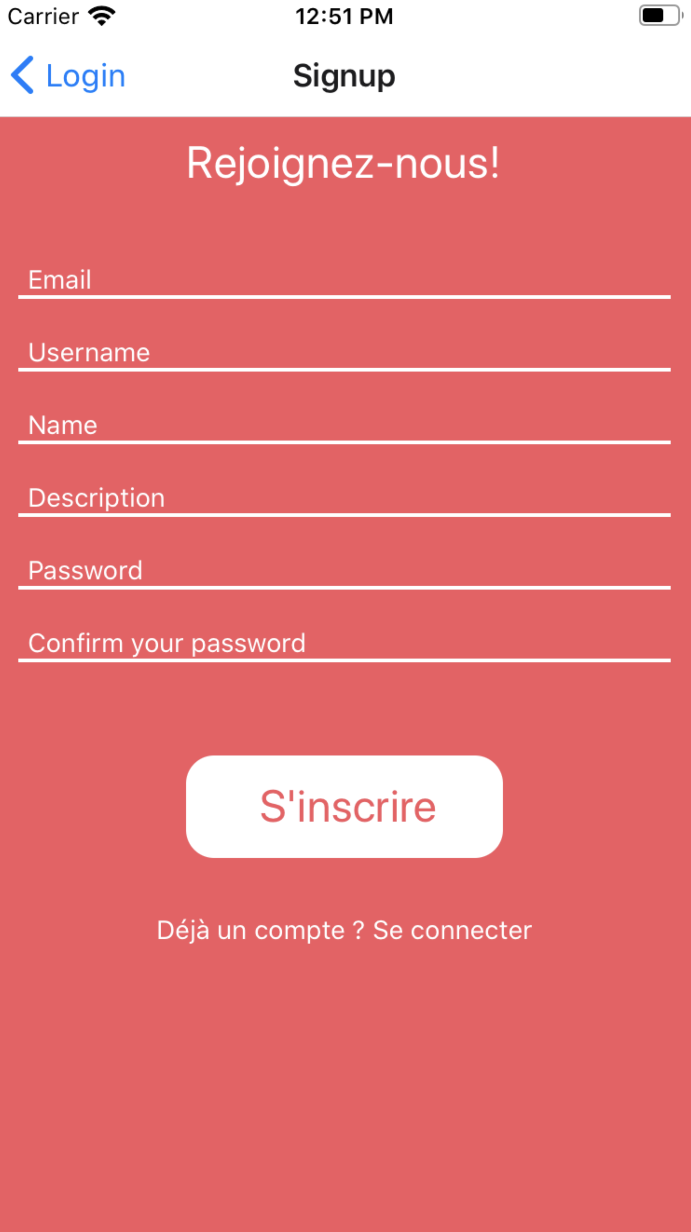 Carrier 12:51 PM
Login Signup
Rejoignez-nous!
Email
Username
Name
Description
Password
Confirm your password
S'inscrire
Déjà un compte ? Se connecter